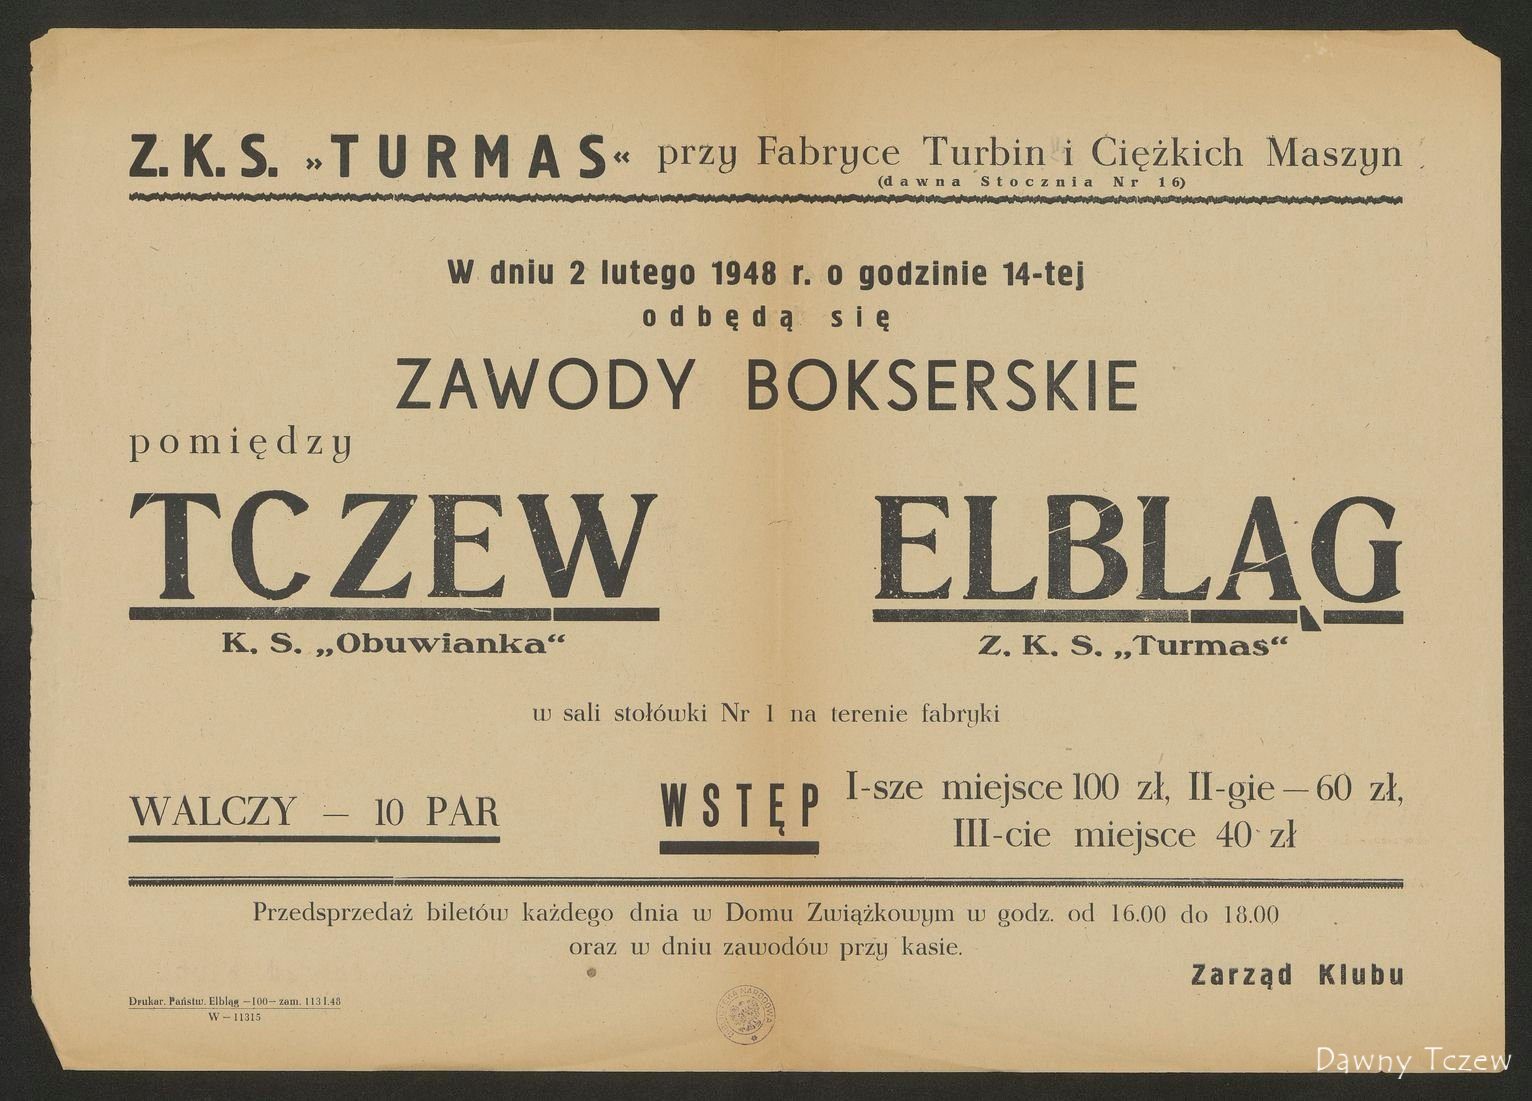 Z.K.S. »TURMAS« przy Fabryce Turbin i Ciężkich Maszyn
(dawna Stocznia Nr 16)
W dniu 2 lutego 1948 r. o godzinie 14-tej
odbędą się
ZAWODY BOKSERSKIE
pomiędzy
TCZEW ELBLĄG
K. S. „Obuwianka“ Z. K. S. „Turmas“
w sali stołówki Nr 1 na terenie fabryki
WALCZY — 10 PAR WSTĘP I-sze miejsce 100 zł, II-gie — 60 zł,
III-cie miejsce 40 zł
Przedsprzedaż biletów każdego dnia w Domu Zwiążkowym w godz. od 16.00 do 18.00
oraz w dniu zawodów przy kasie.
Zarząd Klubu
Drukar. Państw. Elbląg —100— zam. 113 I.48
W — 11315
BIBLIOTEKA NARODOWA
Dawny Tczew